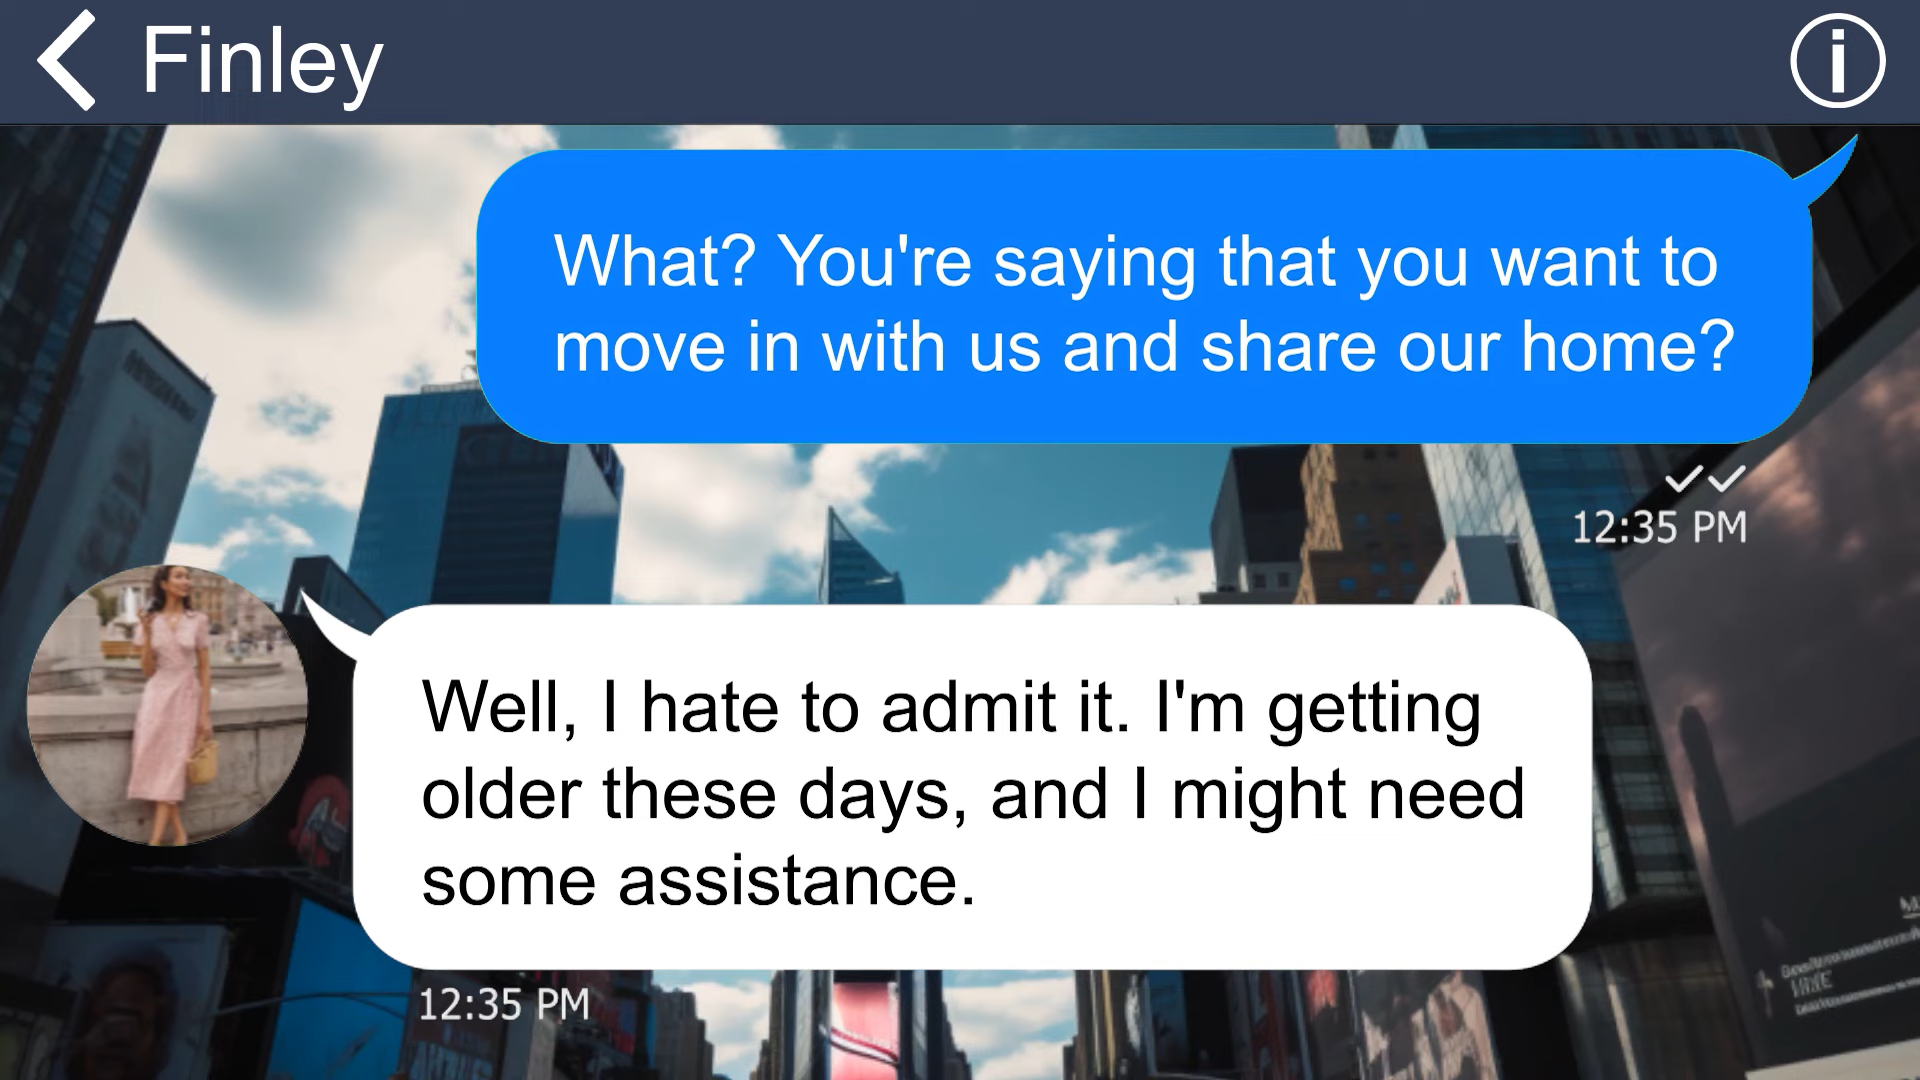 Finley
What? You're saying that you want to
move in with us and share our home?
12:35 PM
Well, I hate to admit it. I'm getting
older these days, and I might need
some assistance.
12:35 PM